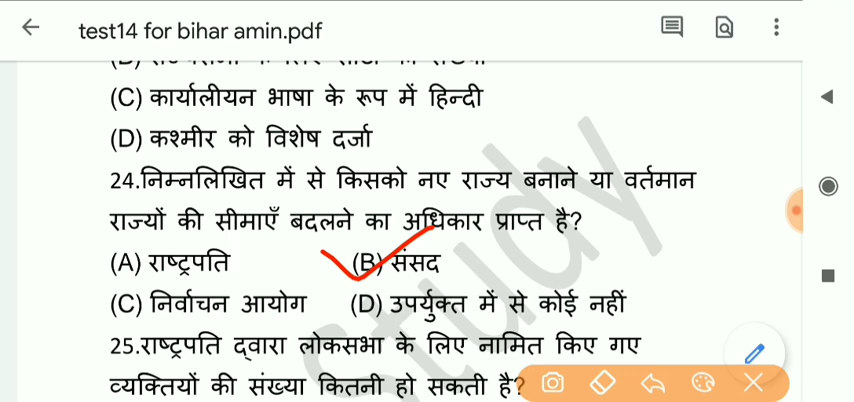 test14 for bihar amin.pdf
(C) कार्यालीयन भाषा के रूप में हिन्दी
(D) कश्मीर को विशेष दर्जा
24.निम्नलिखित में से किसको नए राज्य बनाने या वर्तमान
राज्यों की सीमाएँ बदलने का अधिकार प्राप्त है?
(A) राष्ट्रपति (B) संसद
(C) निर्वाचन आयोग (D) उपर्युक्त में से कोई नहीं
25.राष्ट्रपति द्वारा लोकसभा के लिए नामित किए गए
व्यक्तियों की संख्या कितनी हो सकती है?
Study